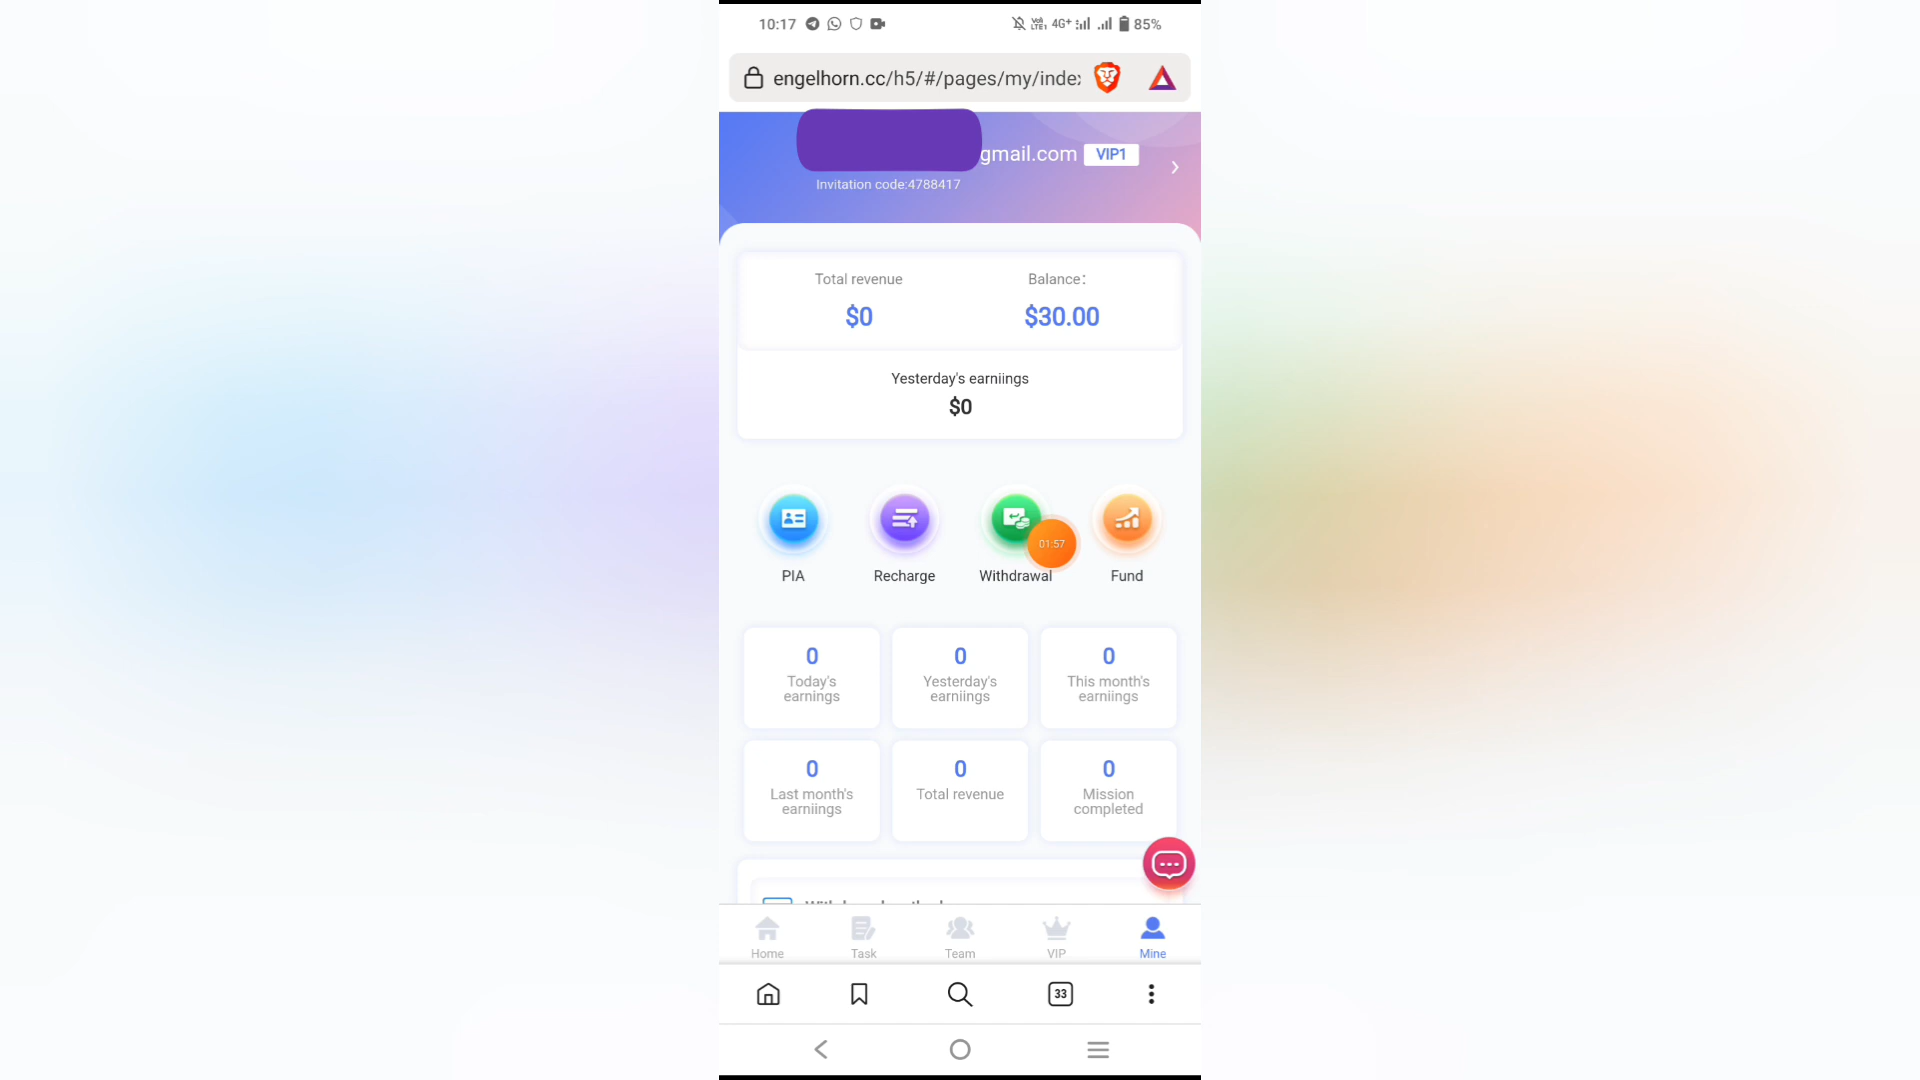 10:17 VoLTE1 4G+ 85%
engelhorn.cc/h5/#/pages/my/index
gmail.com VIP1
Invitation code:4788417
Total revenue Balance:
$0 $30.00
Yesterday's earniings
$0
01:57
PIA Recharge Withdrawal Fund
0 0 0
Today's Yesterday's This month's
earnings earniings earniings
0 0 0
Last month's Total revenue Mission
earniings completed
Home Task Team VIP Mine
33